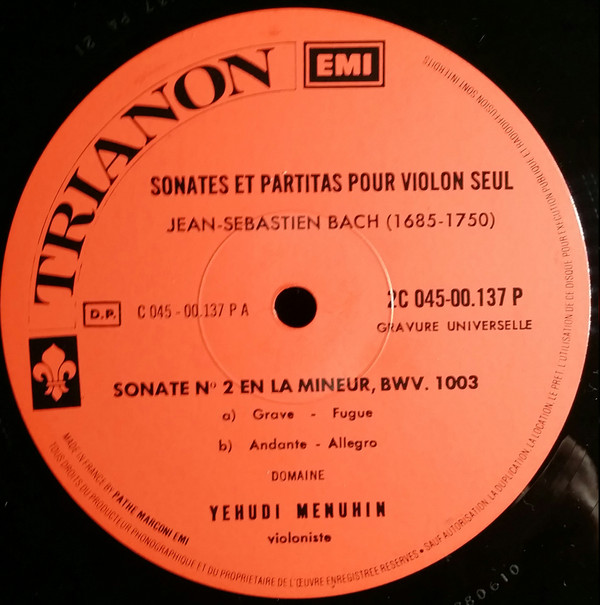 TRIANON
EMI
SONATES ET PARTITAS POUR VIOLON SEUL
JEAN-SEBASTIEN BACH (1685-1750)
D.P. C 045 - 00.137 P A
2C 045-00.137 P
GRAVURE UNIVERSELLE
SONATE Nº 2 EN LA MINEUR, BWV. 1003
a) Grave - Fugue
b) Andante - Allegro
DOMAINE
YEHUDI MENUHIN
violoniste
MADE IN FRANCE BY PATHE MARCONI EMI
TOUS DROITS DU PRODUCTEUR PHONOGRAPHIQUE ET DU PROPRIETAIRE DE L'ŒUVRE ENREGISTREE RESERVES • SAUF AUTORISATION LA DUPLICATION LA LOCATION LE PRET L'UTILISATION DE CE DISQUE POUR EXECUTION PUBLIQUE ET RADIODIFFUSION SONT INTERDITS